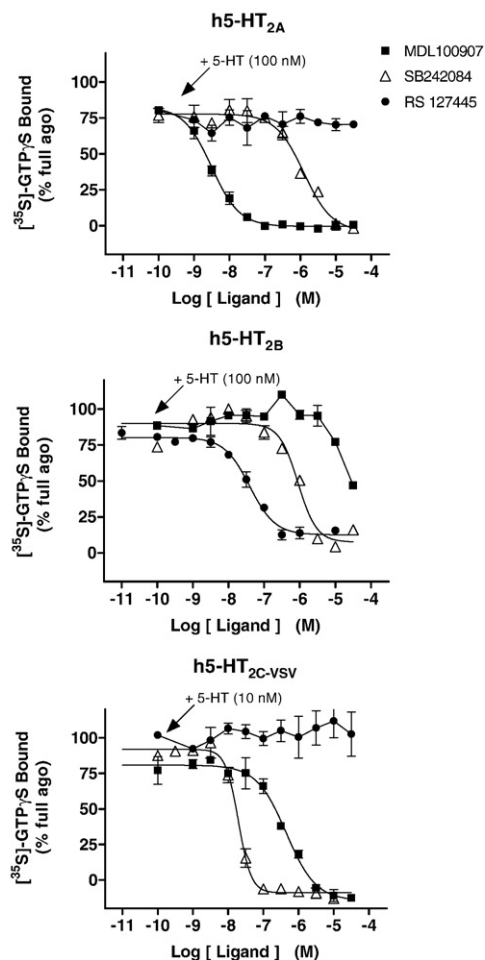 h5-HT2A
+ 5-HT (100 nM)
MDL100907
SB242084
RS 127445
[35S]-GTPγS Bound
(% full ago)
100
75
50
25
0
-11 -10 -9 -8 -7 -6 -5 -4
Log [ Ligand ] (M)
h5-HT2B
+ 5-HT (100 nM)
[35S]-GTPγS Bound
(% full ago)
100
75
50
25
0
-11 -10 -9 -8 -7 -6 -5 -4
Log [ Ligand ] (M)
h5-HT2C-VSV
+ 5-HT (10 nM)
[35S]-GTPγS Bound
(% full ago)
100
75
50
25
0
-11 -10 -9 -8 -7 -6 -5 -4
Log [ Ligand ] (M)